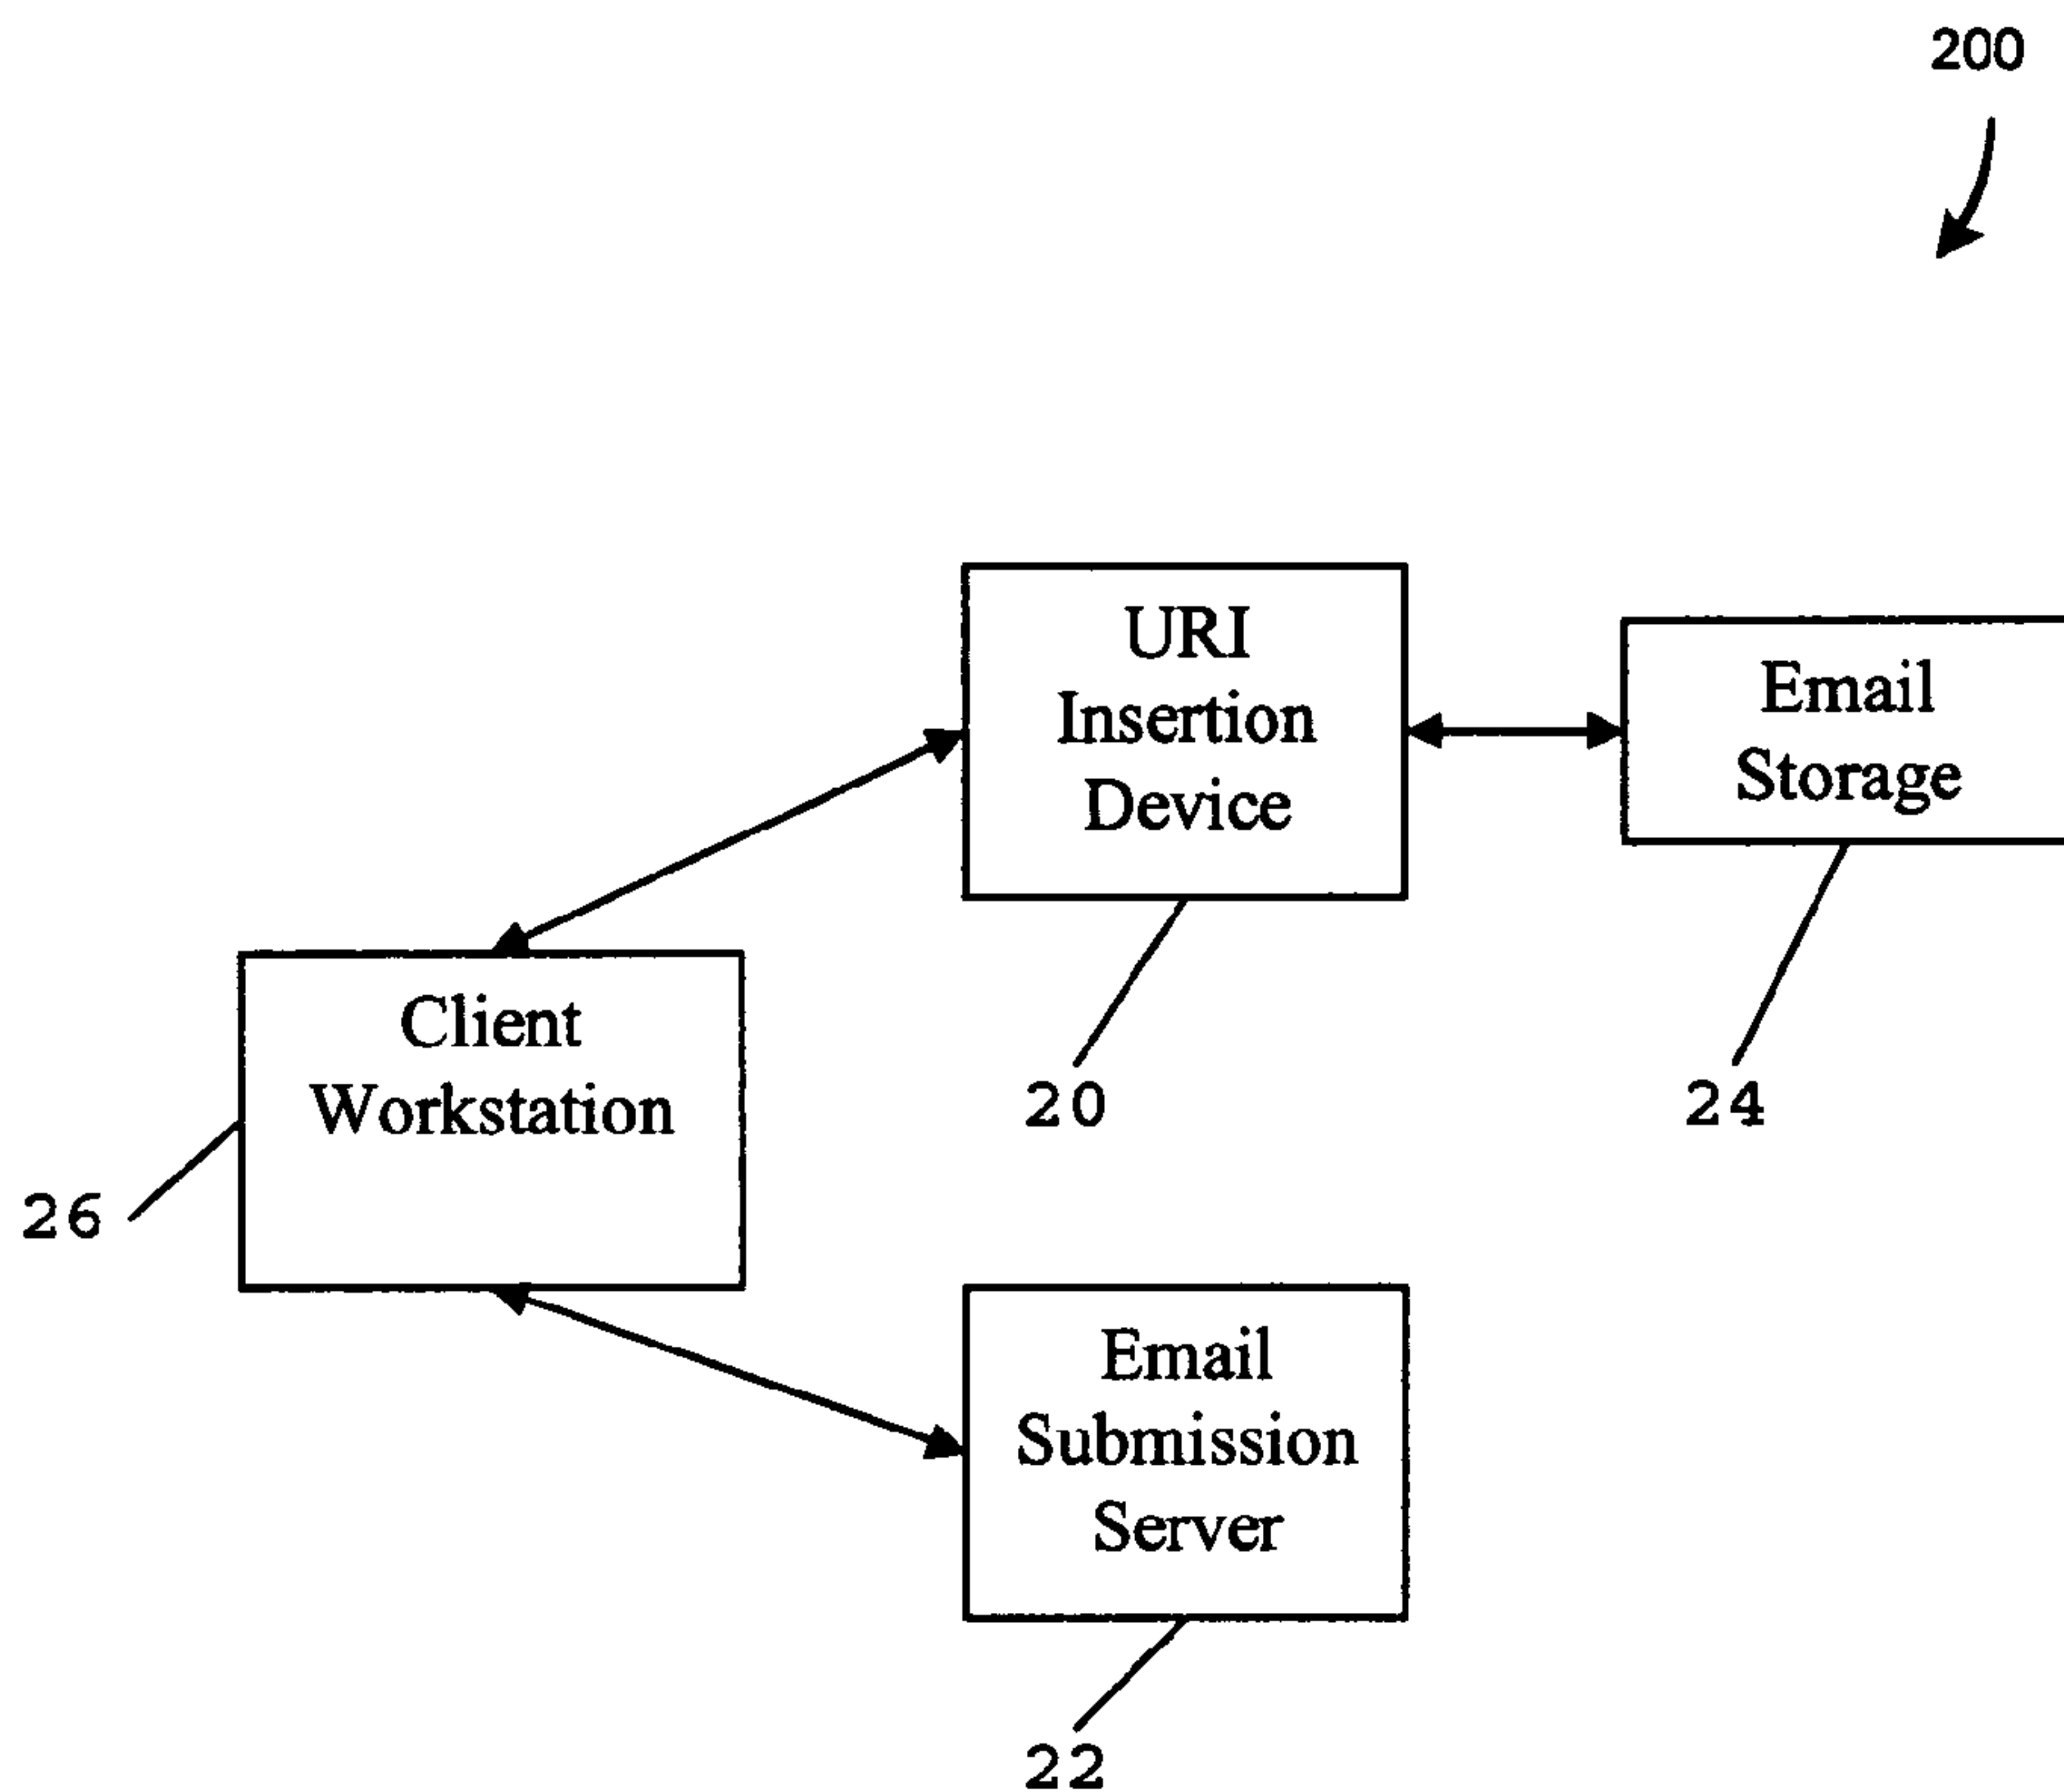 200
URI
Insertion
Device
Email
Storage
Client
Workstation
20
24
26
Email
Submission
Server
22